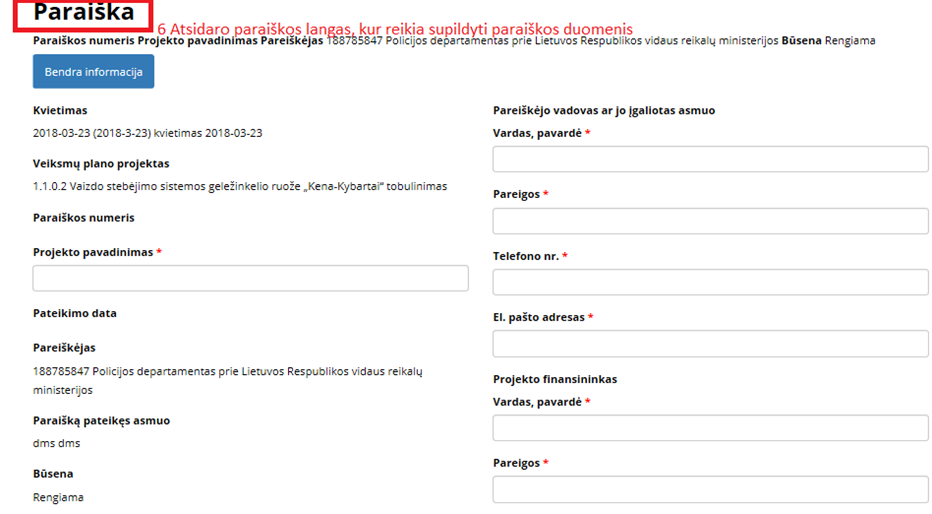 Paraiška
6 Atsidaro paraiškos langas, kur reikia supildyti paraiškos duomenis
Paraiškos numeris Projekto pavadinimas Pareiškėjas 188785847 Policijos departamentas prie Lietuvos Respublikos vidaus reikalų ministerijos Būsena Rengiama
Bendra informacija
Kvietimas
2018-03-23 (2018-3-23) kvietimas 2018-03-23
Veiksmų plano projektas
1.1.0.2 Vaizdo stebėjimo sistemos geležinkelio ruože „Kena-Kybartai“ tobulinimas
Paraiškos numeris
Projekto pavadinimas *
Pateikimo data
Pareiškėjas
188785847 Policijos departamentas prie Lietuvos Respublikos vidaus reikalų
ministerijos
Paraišką pateikęs asmuo
dms dms
Būsena
Rengiama
Pareiškėjo vadovas ar jo įgaliotas asmuo
Vardas, pavardė *
Pareigos *
Telefono nr. *
El. pašto adresas *
Projekto finansininkas
Vardas, pavardė *
Pareigos *